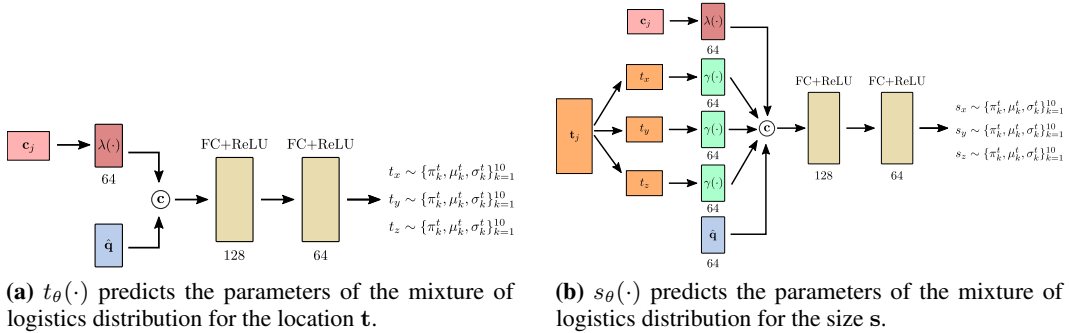 c_j
λ(·)
64
q̂
c
FC+ReLU
FC+ReLU
128
64
t_x ∼ {π_k^t, μ_k^t, σ_k^t}_{k=1}^{10}
t_y ∼ {π_k^t, μ_k^t, σ_k^t}_{k=1}^{10}
t_z ∼ {π_k^t, μ_k^t, σ_k^t}_{k=1}^{10}
(a) t_θ(·) predicts the parameters of the mixture of
logistics distribution for the location t.
c_j
λ(·)
64
t_j
t_x
γ(·)
64
t_y
γ(·)
64
t_z
γ(·)
64
q̂
64
c
FC+ReLU
FC+ReLU
128
64
s_x ∼ {π_k^t, μ_k^t, σ_k^t}_{k=1}^{10}
s_y ∼ {π_k^t, μ_k^t, σ_k^t}_{k=1}^{10}
s_z ∼ {π_k^t, μ_k^t, σ_k^t}_{k=1}^{10}
(b) s_θ(·) predicts the parameters of the mixture of
logistics distribution for the size s.